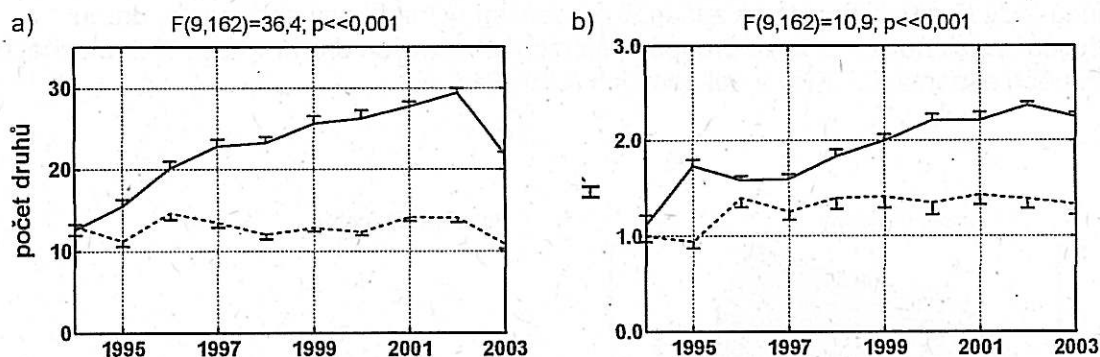 a) F(9,162)=36,4; p<<0,001
počet druhů
30
20
10
0
1995 1997 1999 2001 2003
b) F(9,162)=10,9; p<<0,001
H´
3.0
2.0
1.0
0.0
1995 1997 1999 2001 2003